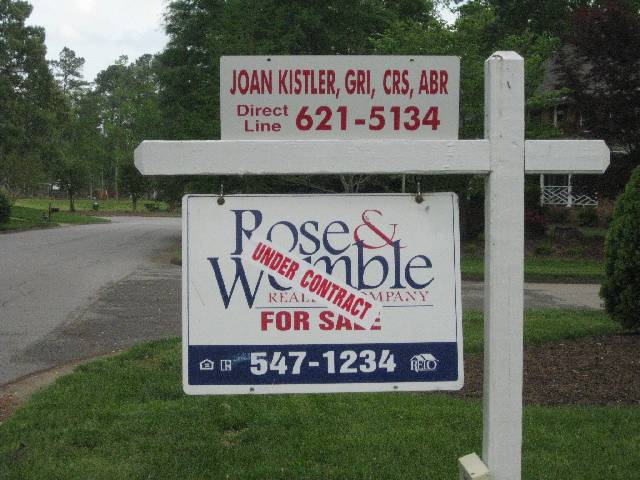 JOAN KISTLER, GRI, CRS, ABR
Direct Line 621-5134
Rose &
Womble
REALTY COMPANY
UNDER CONTRACT
FOR SALE
547-1234
RELO